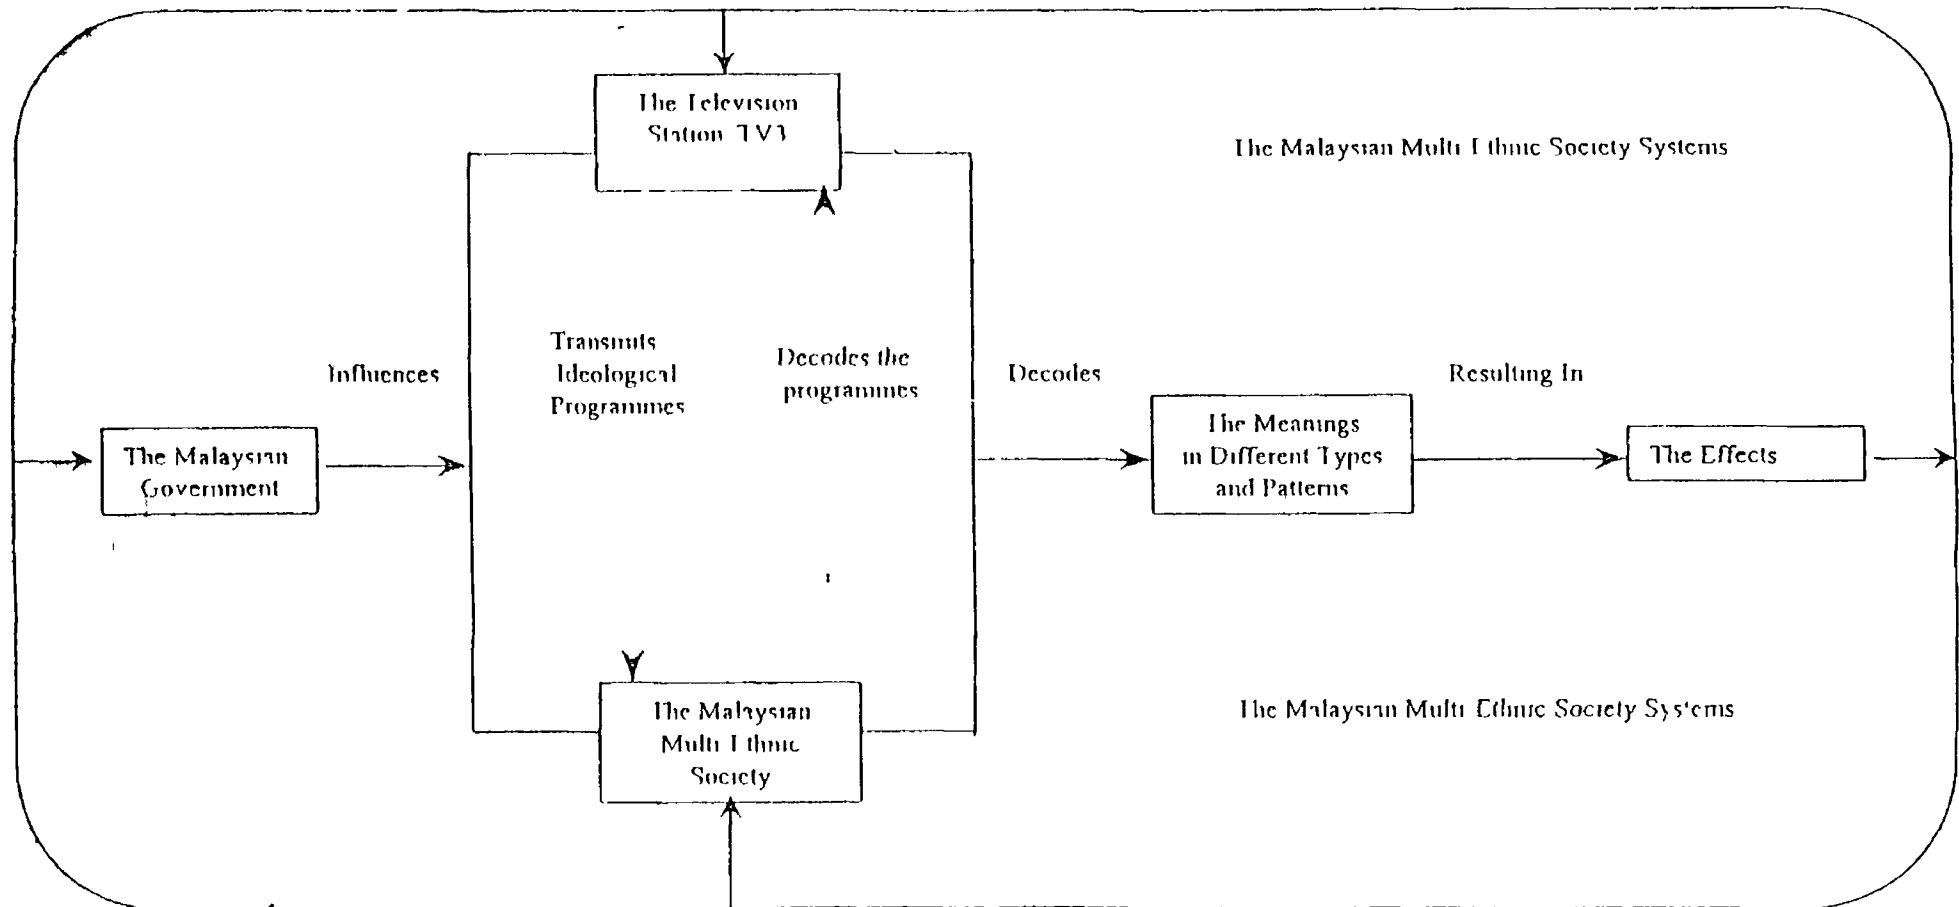 The Television
Station TV3
The Malaysian Multi Ethnic Society Systems
Influences
Transmits
Ideological
Programmes
Decodes the
programmes
Decodes
Resulting In
The Malaysian
Government
The Meanings
in Different Types
and Patterns
The Effects
The Malaysian
Multi Ethnic
Society
The Malaysian Multi Ethnic Society Systems